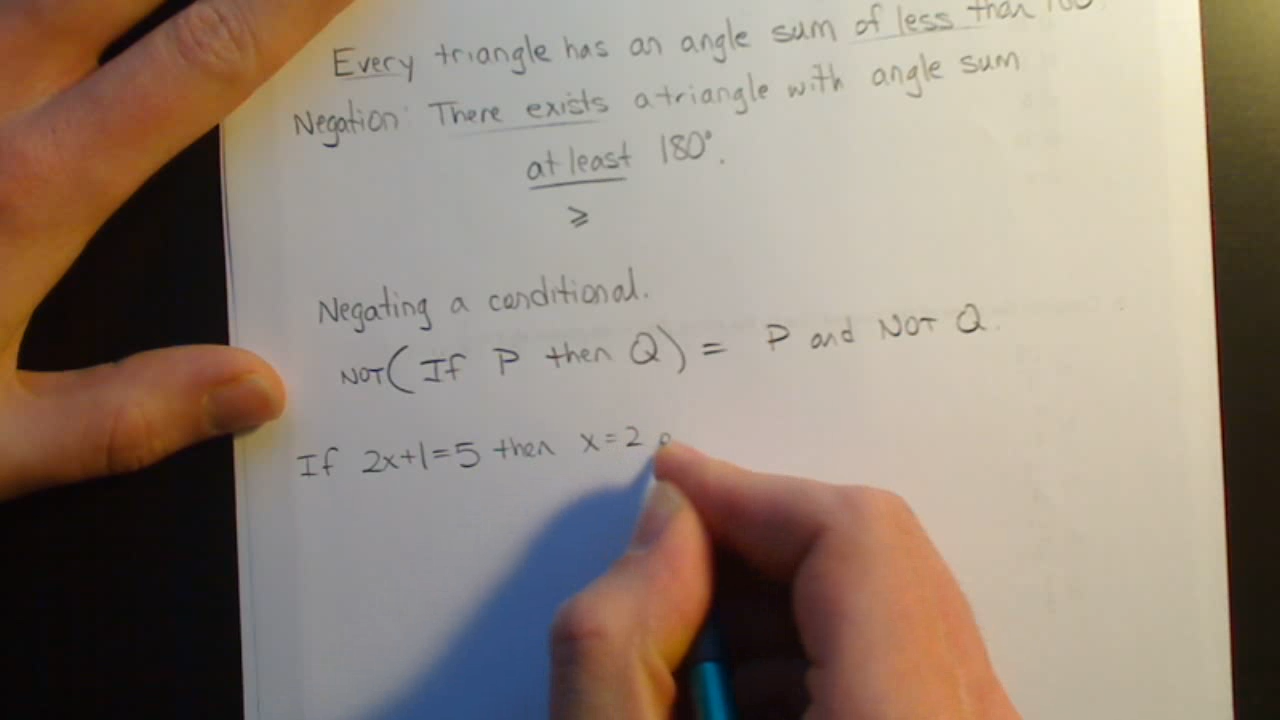 Every triangle has an angle sum of less than
Negation: There exists a triangle with angle sum
at least 180°.
≥
Negating a conditional.
NOT (If P then Q) = P and NOT Q.
If 2x+1=5 then x=2